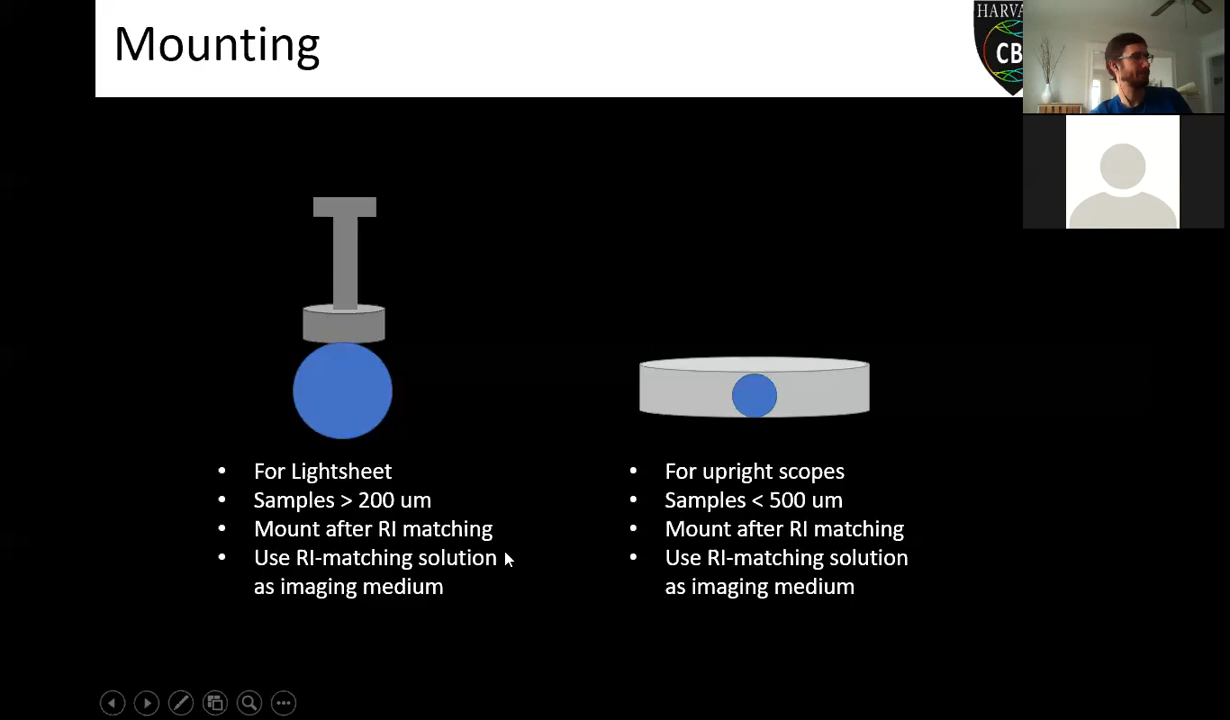 Mounting
HARVA
CB
For Lightsheet
Samples > 200 um
Mount after RI matching
Use RI-matching solution
as imaging medium
For upright scopes
Samples < 500 um
Mount after RI matching
Use RI-matching solution
as imaging medium